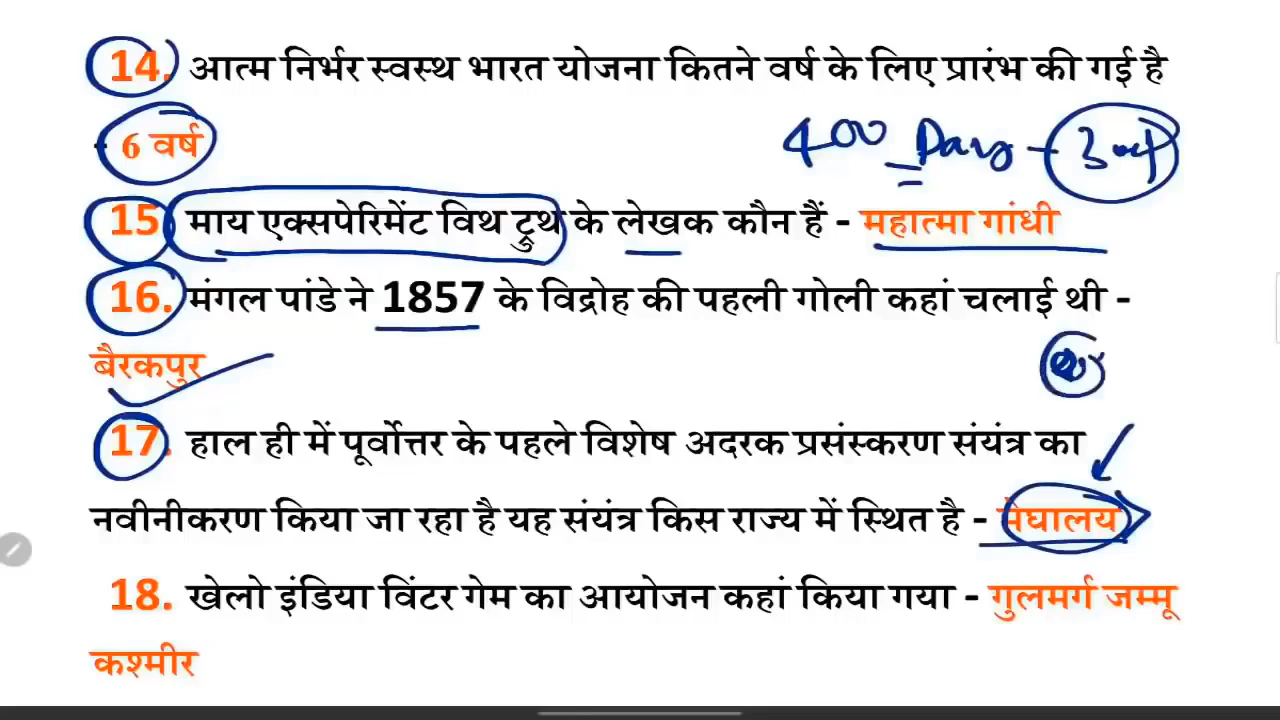 14. आत्म निर्भर स्वस्थ भारत योजना कितने वर्ष के लिए प्रारंभ की गई है
- 6 वर्ष
400 Days -
15 माय एक्सपेरिमेंट विथ ट्रुथ के लेखक कौन हैं - महात्मा गांधी
16. मंगल पांडे ने 1857 के विद्रोह की पहली गोली कहां चलाई थी -
बैरकपुर
17. हाल ही में पूर्वोत्तर के पहले विशेष अदरक प्रसंस्करण संयंत्र का
नवीनीकरण किया जा रहा है यह संयंत्र किस राज्य में स्थित है - मेघालय
18. खेलो इंडिया विंटर गेम का आयोजन कहां किया गया - गुलमर्ग जम्मू
कश्मीर